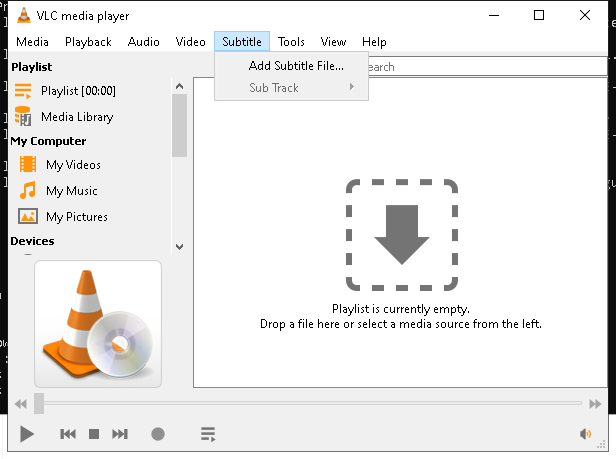 VLC media player
Media Playback Audio Video Subtitle Tools View Help
Playlist
Add Subtitle File...
earch
Playlist [00:00]
Sub Track
Media Library
My Computer
My Videos
My Music
My Pictures
Devices
Playlist is currently empty.
Drop a file here or select a media source from the left.